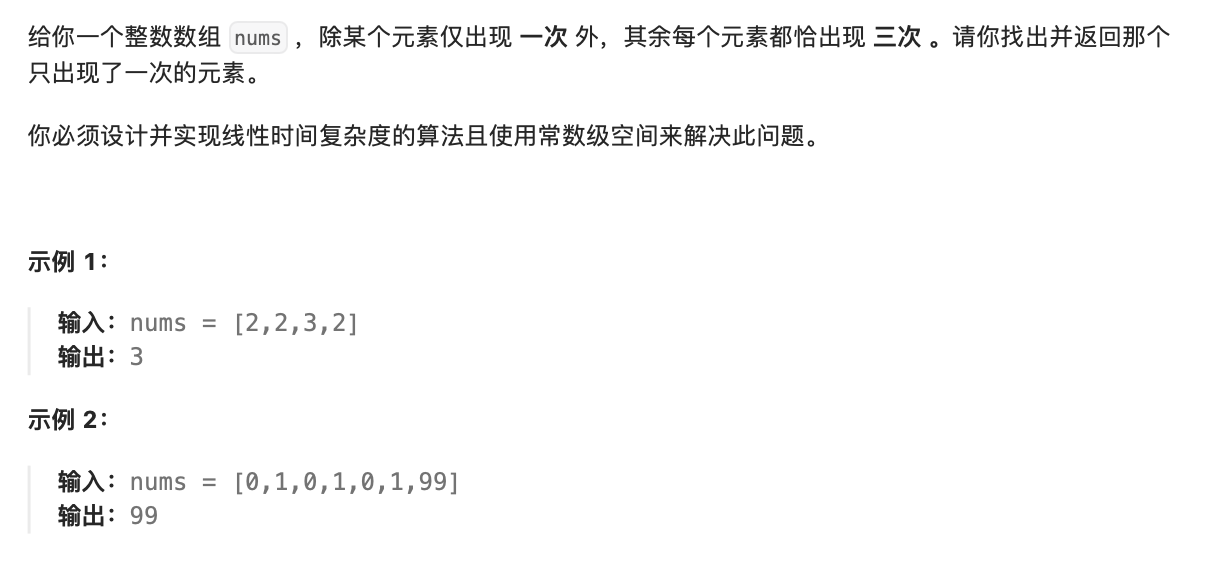 给你一个整数数组 nums ，除某个元素仅出现 一次 外，其余每个元素都恰出现 三次 。请你找出并返回那个
只出现了一次的元素。
你必须设计并实现线性时间复杂度的算法且使用常数级空间来解决此问题。
示例 1：
输入：nums = [2,2,3,2]
输出：3
示例 2：
输入：nums = [0,1,0,1,0,1,99]
输出：99